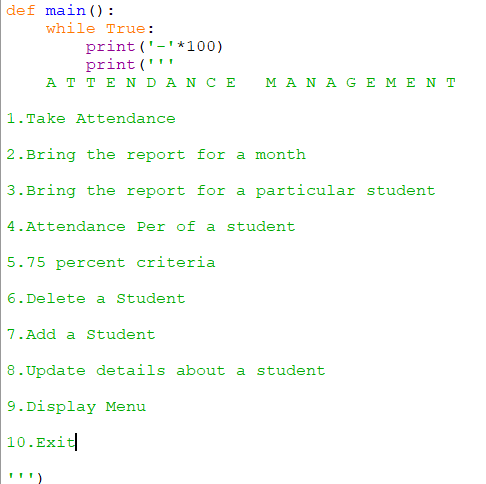 def main():
    while True:
        print('-'*100)
        print('''
    A T T E N D A N C E   M A N A G E M E N T
1.Take Attendance
2.Bring the report for a month
3.Bring the report for a particular student
4.Attendance Per of a student
5.75 percent criteria
6.Delete a Student
7.Add a Student
8.Update details about a student
9.Display Menu
10.Exit
''')